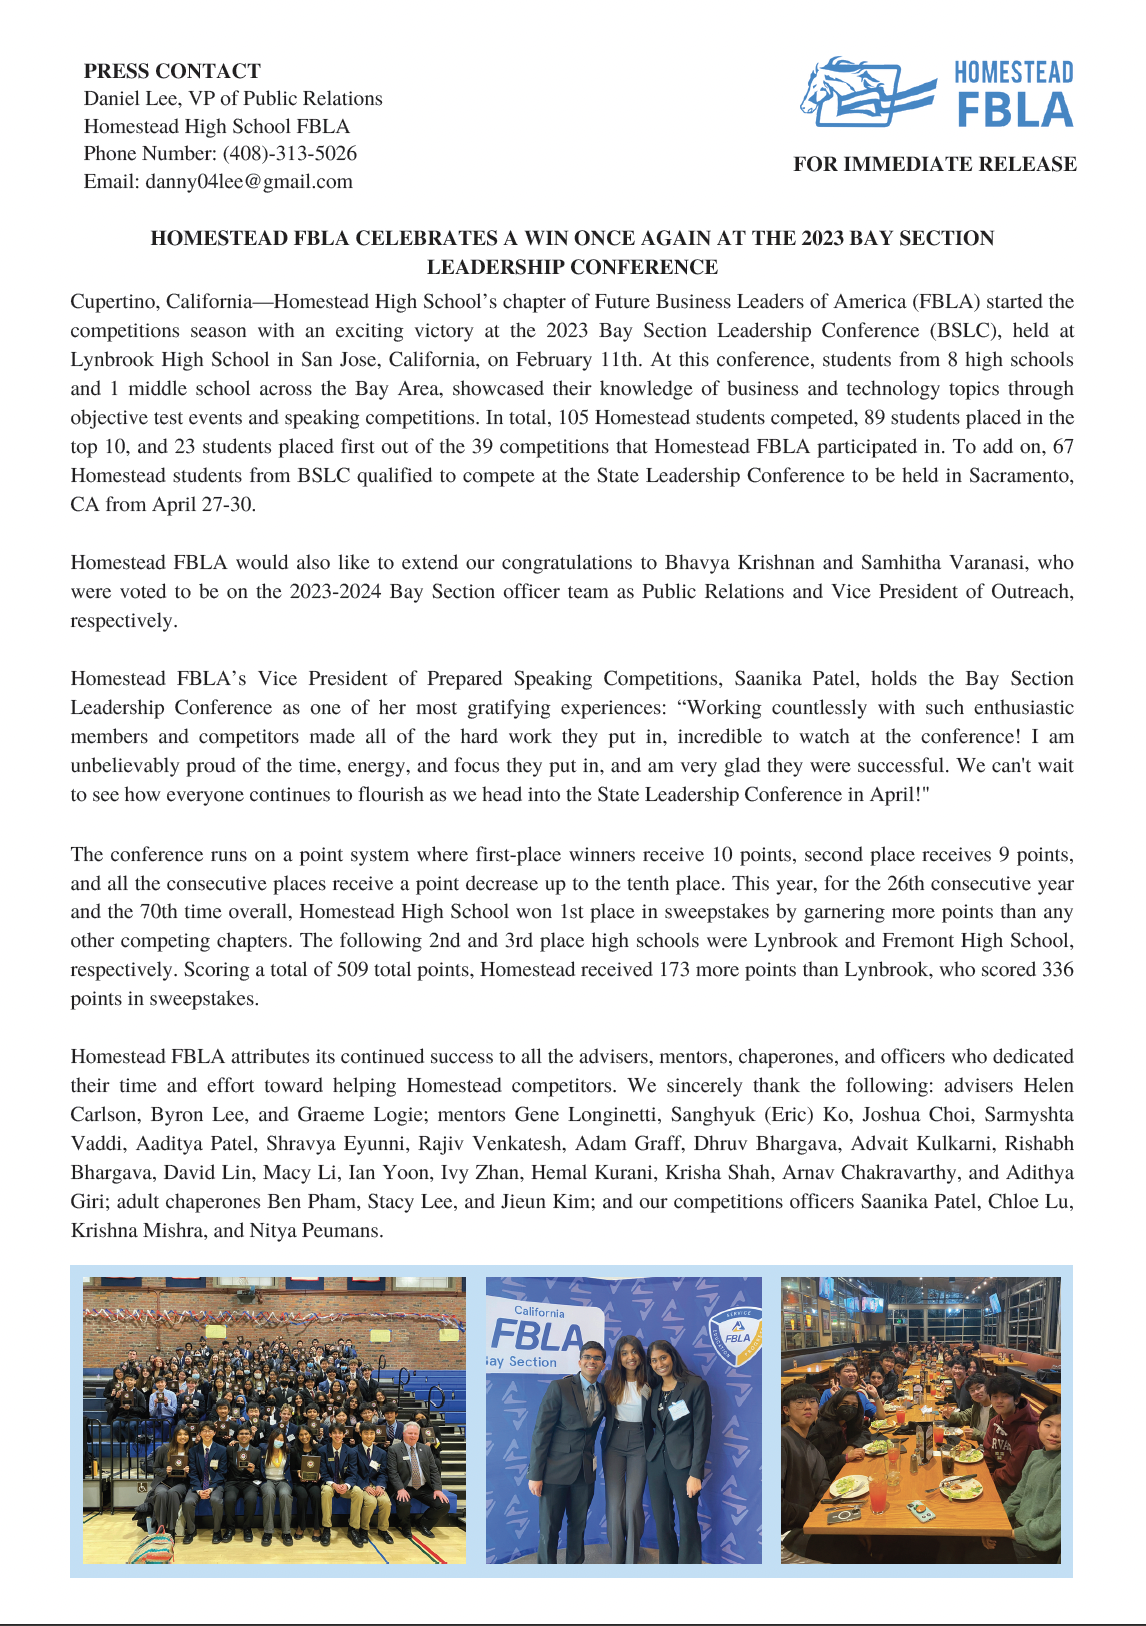 PRESS CONTACT
Daniel Lee, VP of Public Relations
Homestead High School FBLA
Phone Number: (408)-313-5026
Email: danny04lee@gmail.com
HOMESTEAD
FBLA
FOR IMMEDIATE RELEASE
HOMESTEAD FBLA CELEBRATES A WIN ONCE AGAIN AT THE 2023 BAY SECTION
LEADERSHIP CONFERENCE
Cupertino, California—Homestead High School’s chapter of Future Business Leaders of America (FBLA) started the
competitions season with an exciting victory at the 2023 Bay Section Leadership Conference (BSLC), held at
Lynbrook High School in San Jose, California, on February 11th. At this conference, students from 8 high schools
and 1 middle school across the Bay Area, showcased their knowledge of business and technology topics through
objective test events and speaking competitions. In total, 105 Homestead students competed, 89 students placed in the
top 10, and 23 students placed first out of the 39 competitions that Homestead FBLA participated in. To add on, 67
Homestead students from BSLC qualified to compete at the State Leadership Conference to be held in Sacramento,
CA from April 27-30.
Homestead FBLA would also like to extend our congratulations to Bhavya Krishnan and Samhitha Varanasi, who
were voted to be on the 2023-2024 Bay Section officer team as Public Relations and Vice President of Outreach,
respectively.
Homestead FBLA’s Vice President of Prepared Speaking Competitions, Saanika Patel, holds the Bay Section
Leadership Conference as one of her most gratifying experiences: “Working countlessly with such enthusiastic
members and competitors made all of the hard work they put in, incredible to watch at the conference! I am
unbelievably proud of the time, energy, and focus they put in, and am very glad they were successful. We can't wait
to see how everyone continues to flourish as we head into the State Leadership Conference in April!"
The conference runs on a point system where first-place winners receive 10 points, second place receives 9 points,
and all the consecutive places receive a point decrease up to the tenth place. This year, for the 26th consecutive year
and the 70th time overall, Homestead High School won 1st place in sweepstakes by garnering more points than any
other competing chapters. The following 2nd and 3rd place high schools were Lynbrook and Fremont High School,
respectively. Scoring a total of 509 total points, Homestead received 173 more points than Lynbrook, who scored 336
points in sweepstakes.
Homestead FBLA attributes its continued success to all the advisers, mentors, chaperones, and officers who dedicated
their time and effort toward helping Homestead competitors. We sincerely thank the following: advisers Helen
Carlson, Byron Lee, and Graeme Logie; mentors Gene Longinetti, Sanghyuk (Eric) Ko, Joshua Choi, Sarmyshta
Vaddi, Aaditya Patel, Shravya Eyunni, Rajiv Venkatesh, Adam Graff, Dhruv Bhargava, Advait Kulkarni, Rishabh
Bhargava, David Lin, Macy Li, Ian Yoon, Ivy Zhan, Hemal Kurani, Krisha Shah, Arnav Chakravarthy, and Adithya
Giri; adult chaperones Ben Pham, Stacy Lee, and Jieun Kim; and our competitions officers Saanika Patel, Chloe Lu,
Krishna Mishra, and Nitya Peumans.
California
FBLA
Bay Section
SERVICE
EDUCATION
FBLA